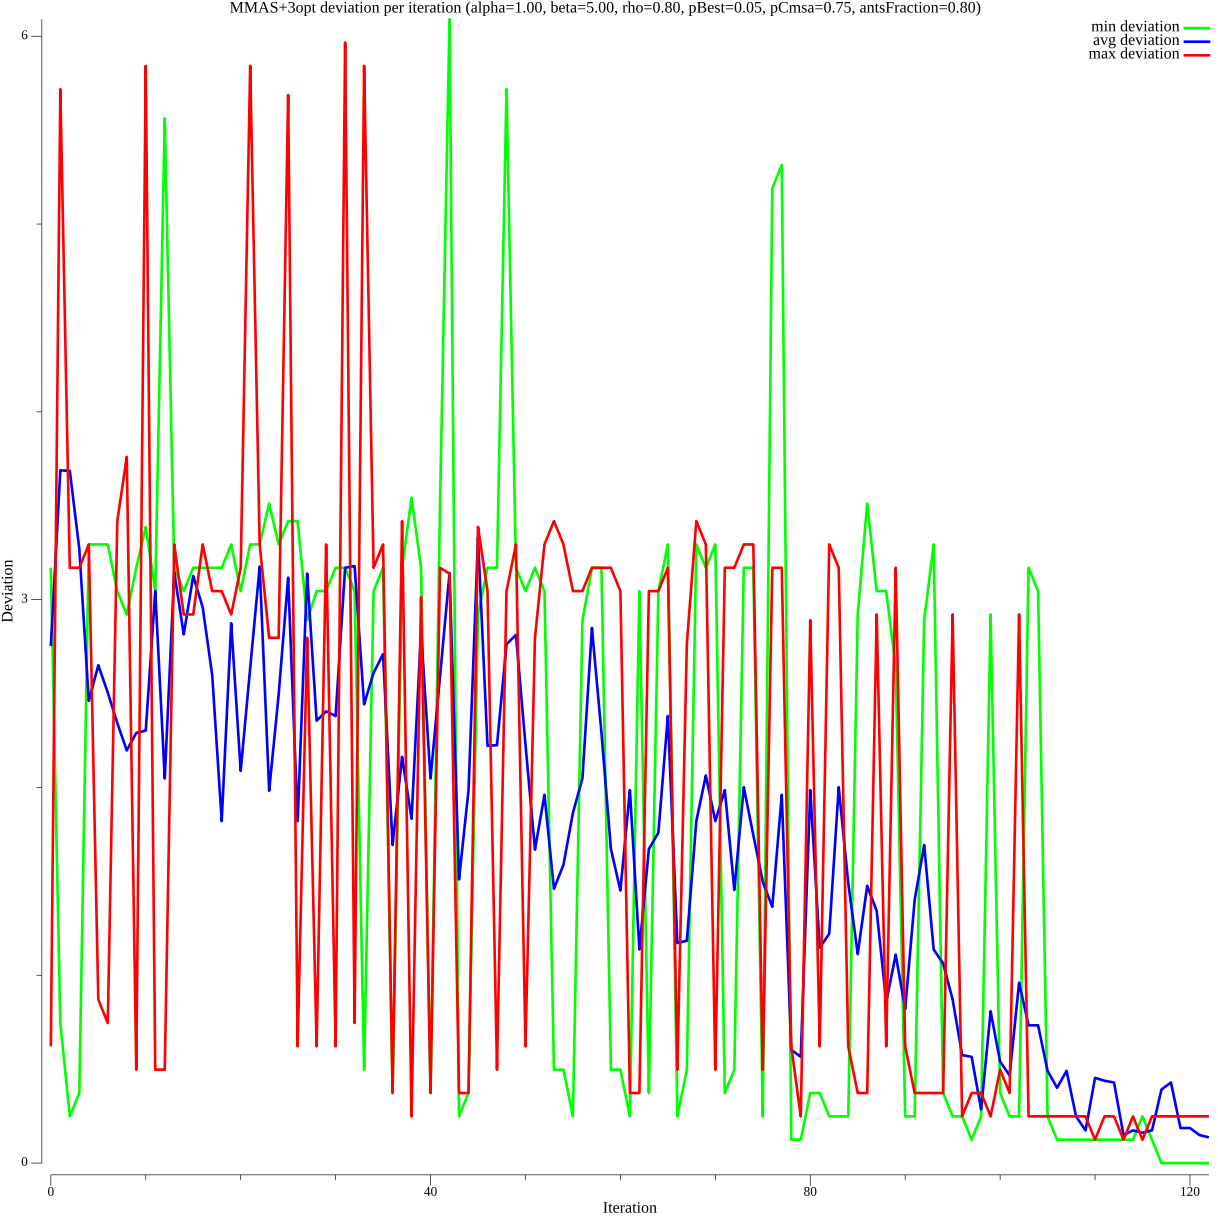 MMAS+3opt deviation per iteration (alpha=1.00, beta=5.00, rho=0.80, pBest=0.05, pCmsa=0.75, antsFraction=0.80)
min deviation
avg deviation
max deviation
6
3
0
Deviation
0 40 80 120
Iteration